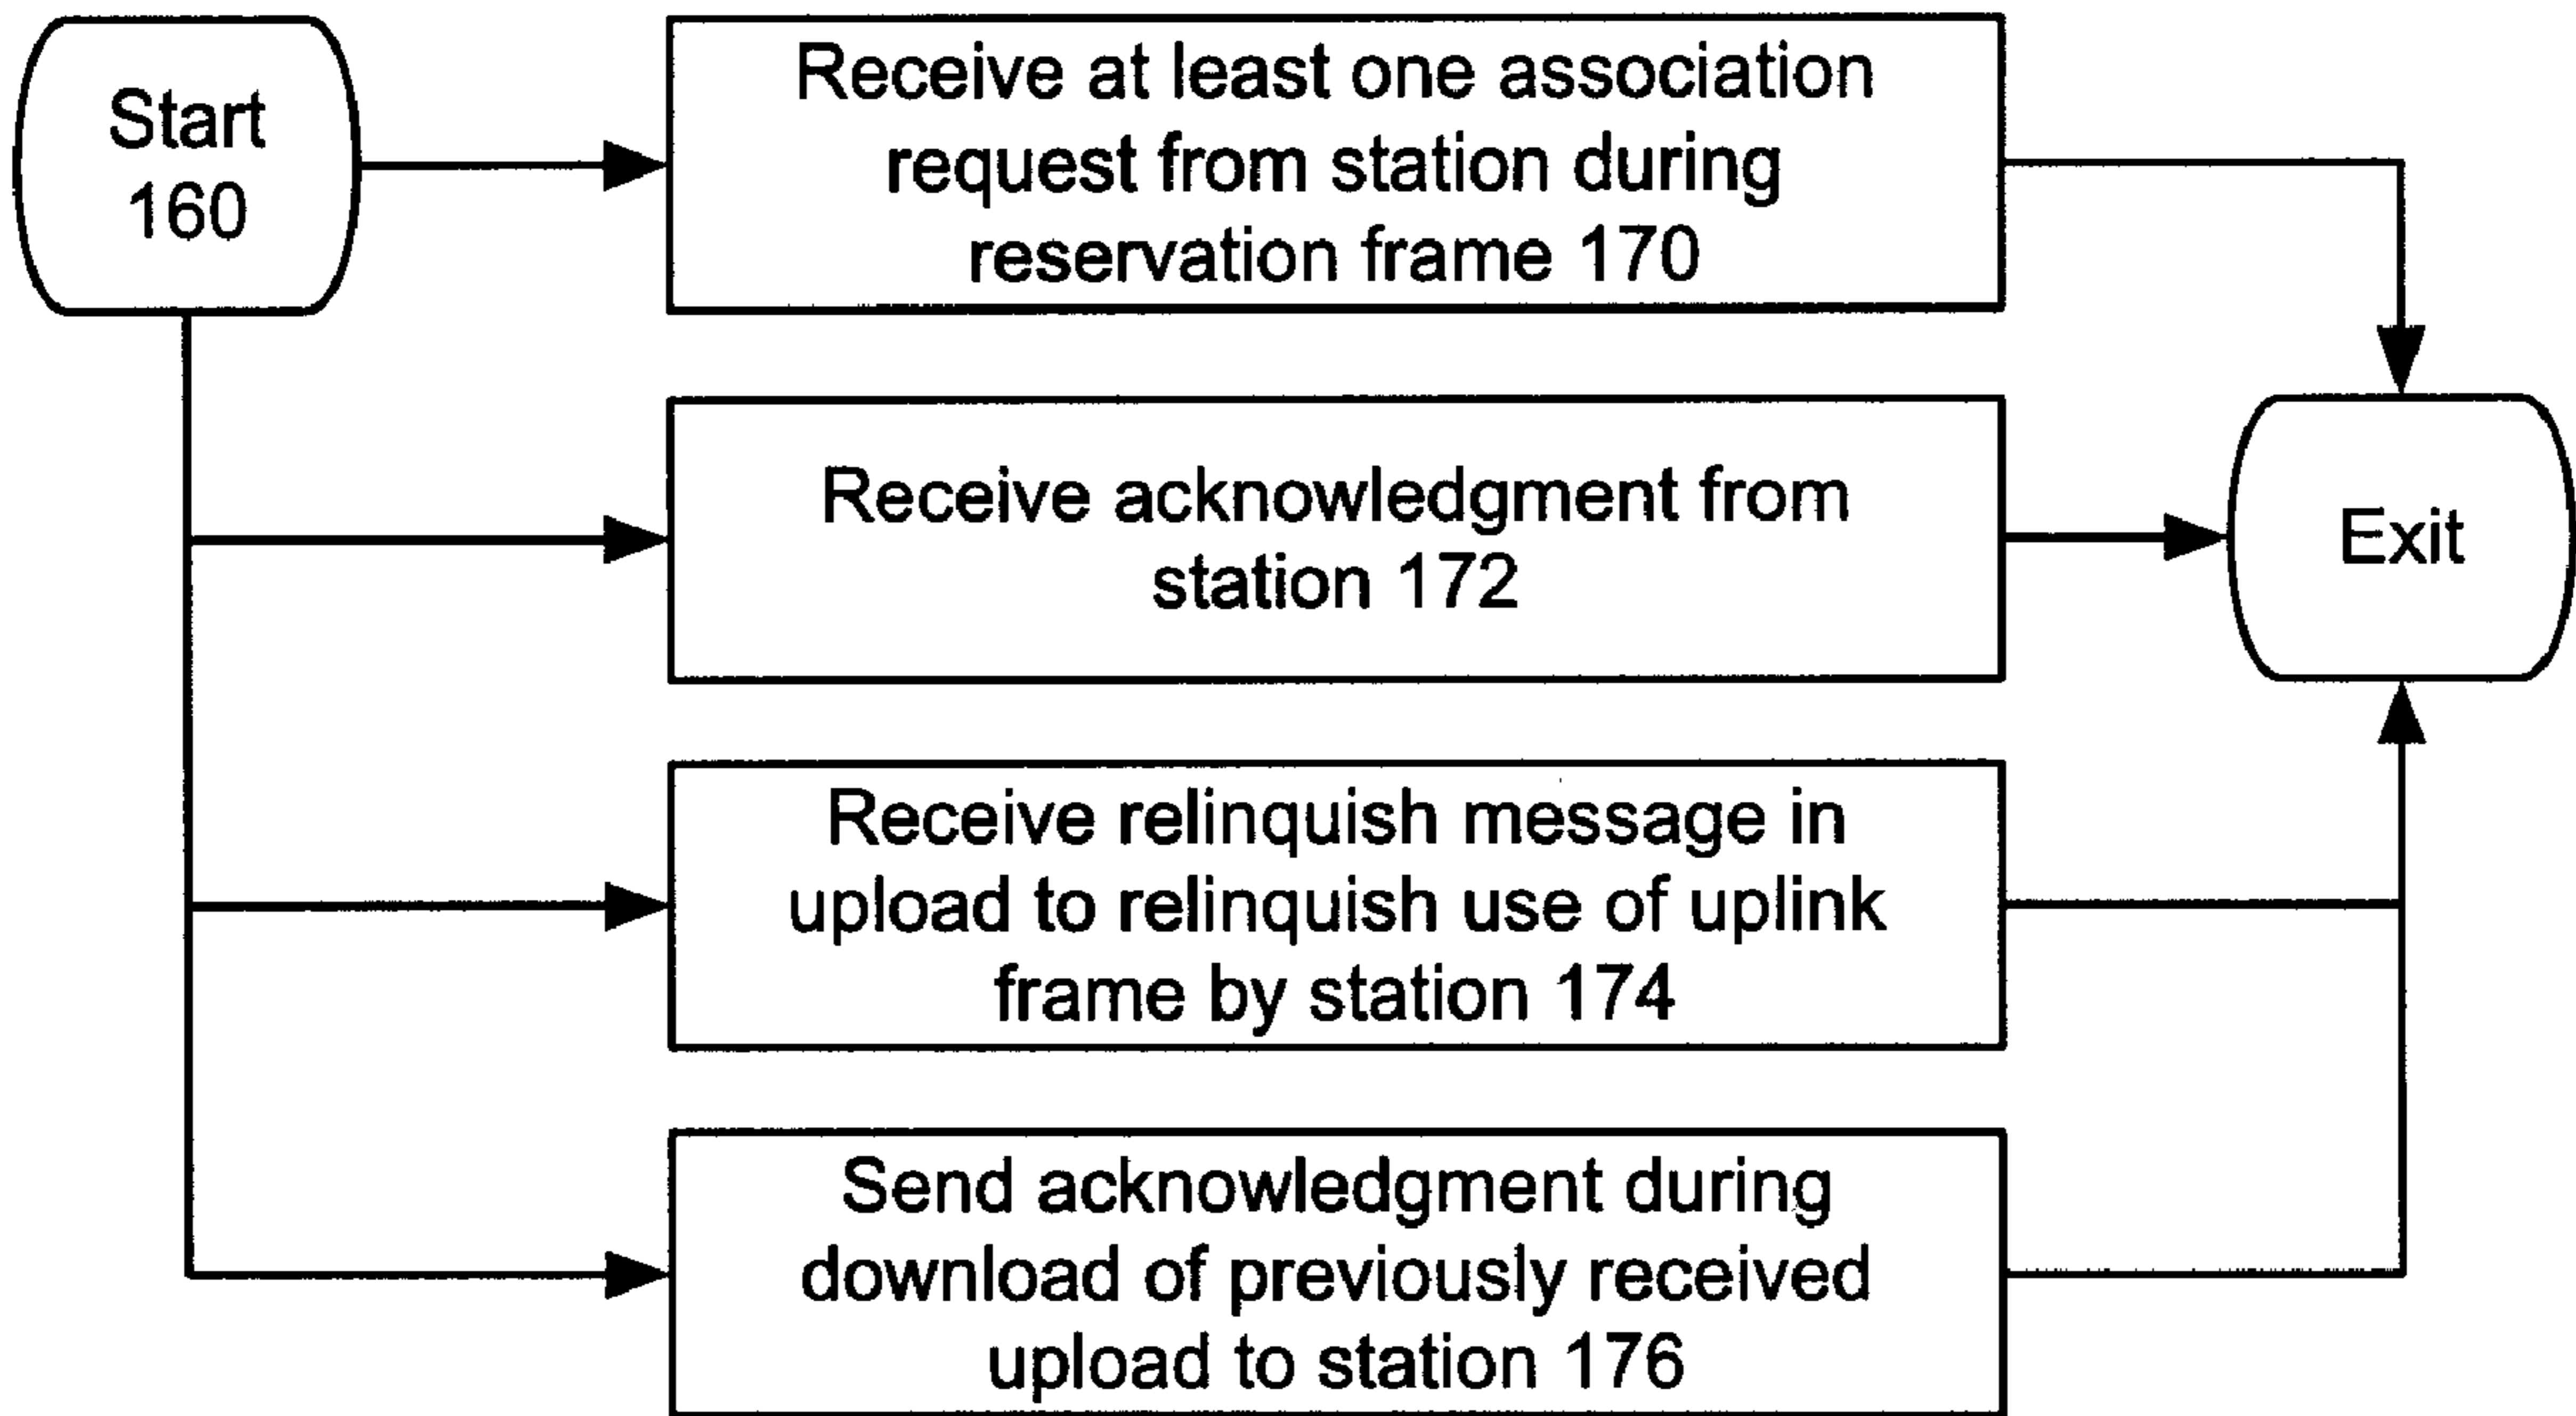 Start
160
Receive at least one association
request from station during
reservation frame 170
Receive acknowledgment from
station 172
Exit
Receive relinquish message in
upload to relinquish use of uplink
frame by station 174
Send acknowledgment during
download of previously received
upload to station 176